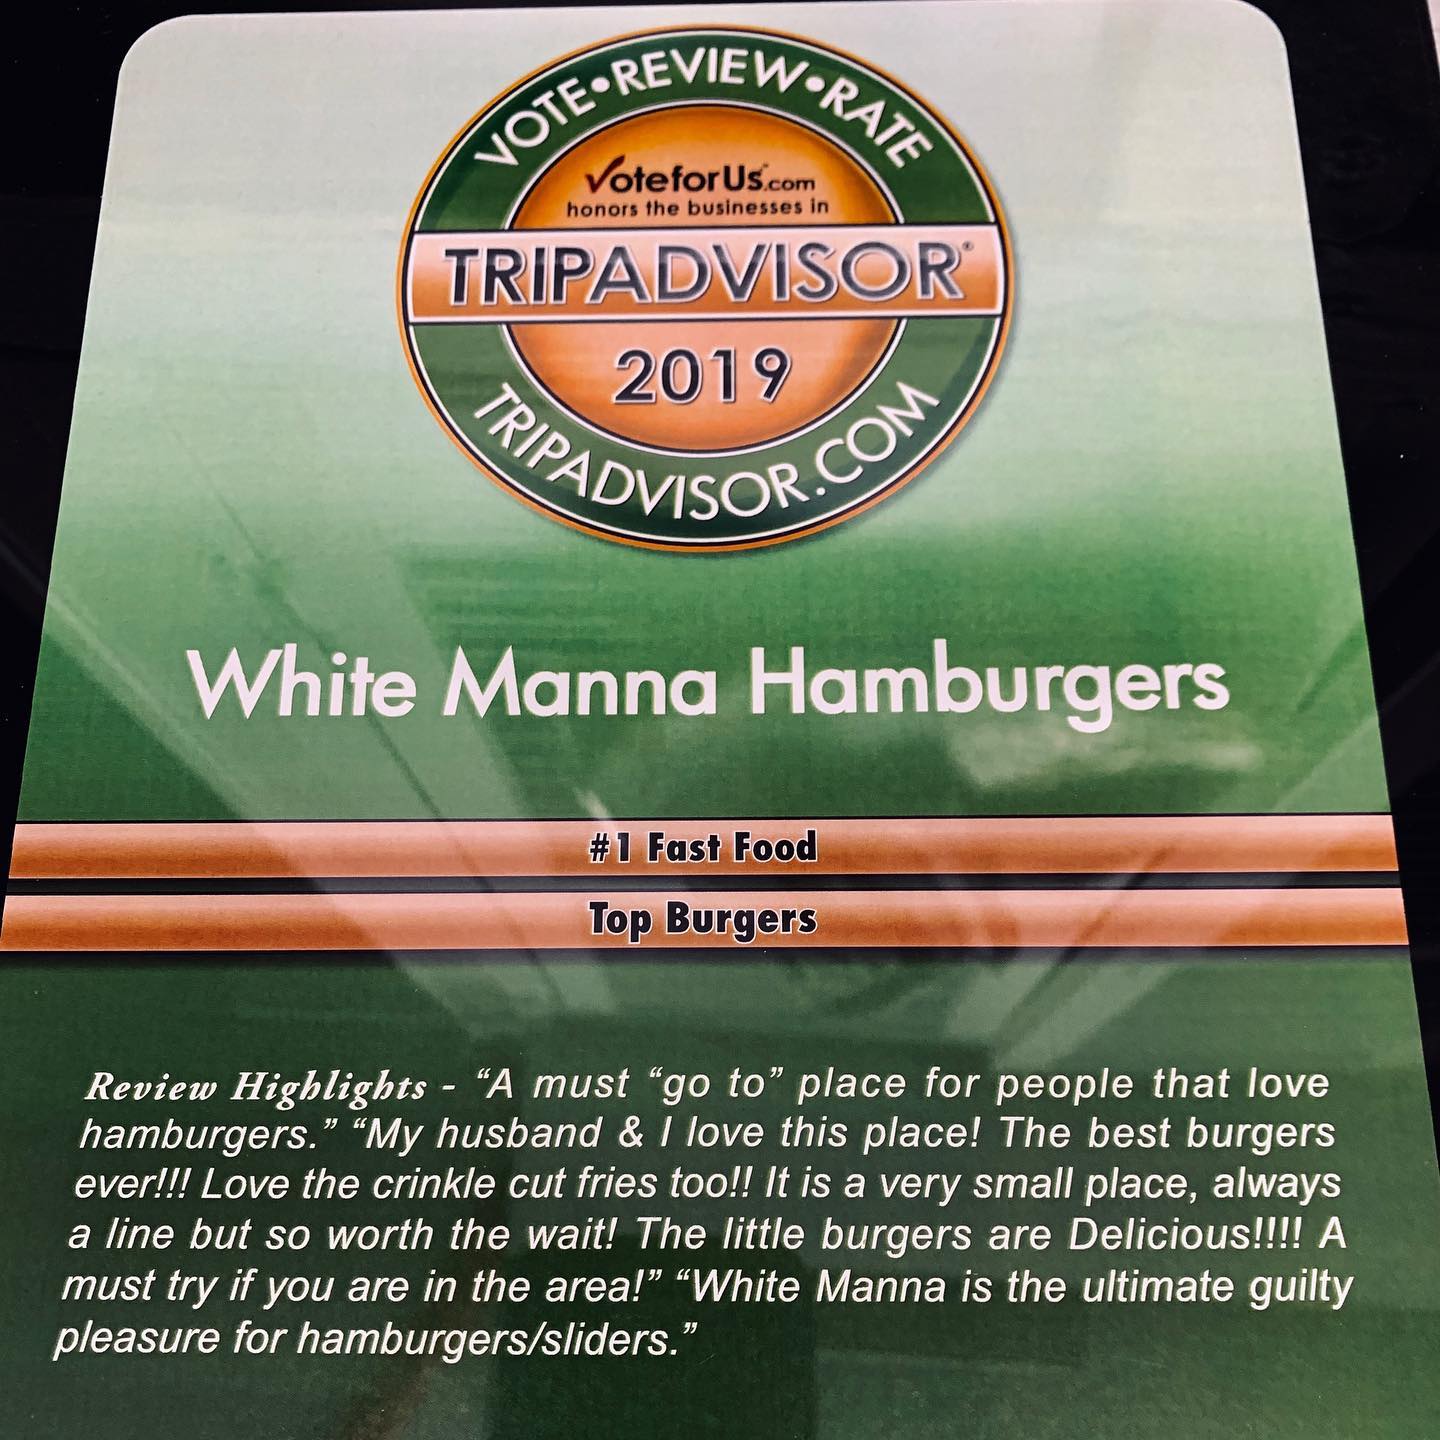 VOTE•REVIEW•RATE
VoteforUs.com
honors the businesses in
TRIPADVISOR®
2019
TRIPADVISOR.COM
White Manna Hamburgers
#1 Fast Food
Top Burgers
Review Highlights - “A must “go to” place for people that love
hamburgers.” “My husband & I love this place! The best burgers
ever!!! Love the crinkle cut fries too!! It is a very small place, always
a line but so worth the wait! The little burgers are Delicious!!!! A
must try if you are in the area!” “White Manna is the ultimate guilty
pleasure for hamburgers/sliders.”